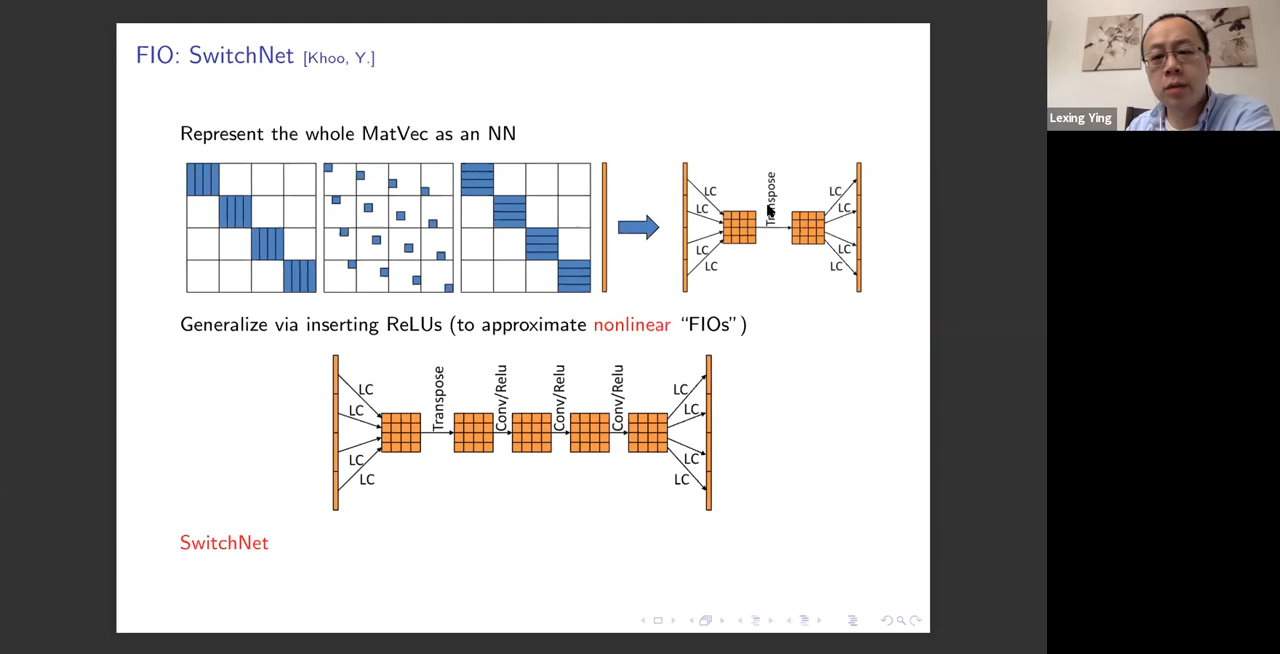 FIO: SwitchNet [Khoo, Y.]
Lexing Ying
Represent the whole MatVec as an NN
LC
LC
LC
LC
Transpose
LC
LC
LC
LC
Generalize via inserting ReLUs (to approximate nonlinear “FIOs”)
LC
LC
LC
LC
Transpose
Conv/Relu
Conv/Relu
Conv/Relu
LC
LC
LC
LC
SwitchNet